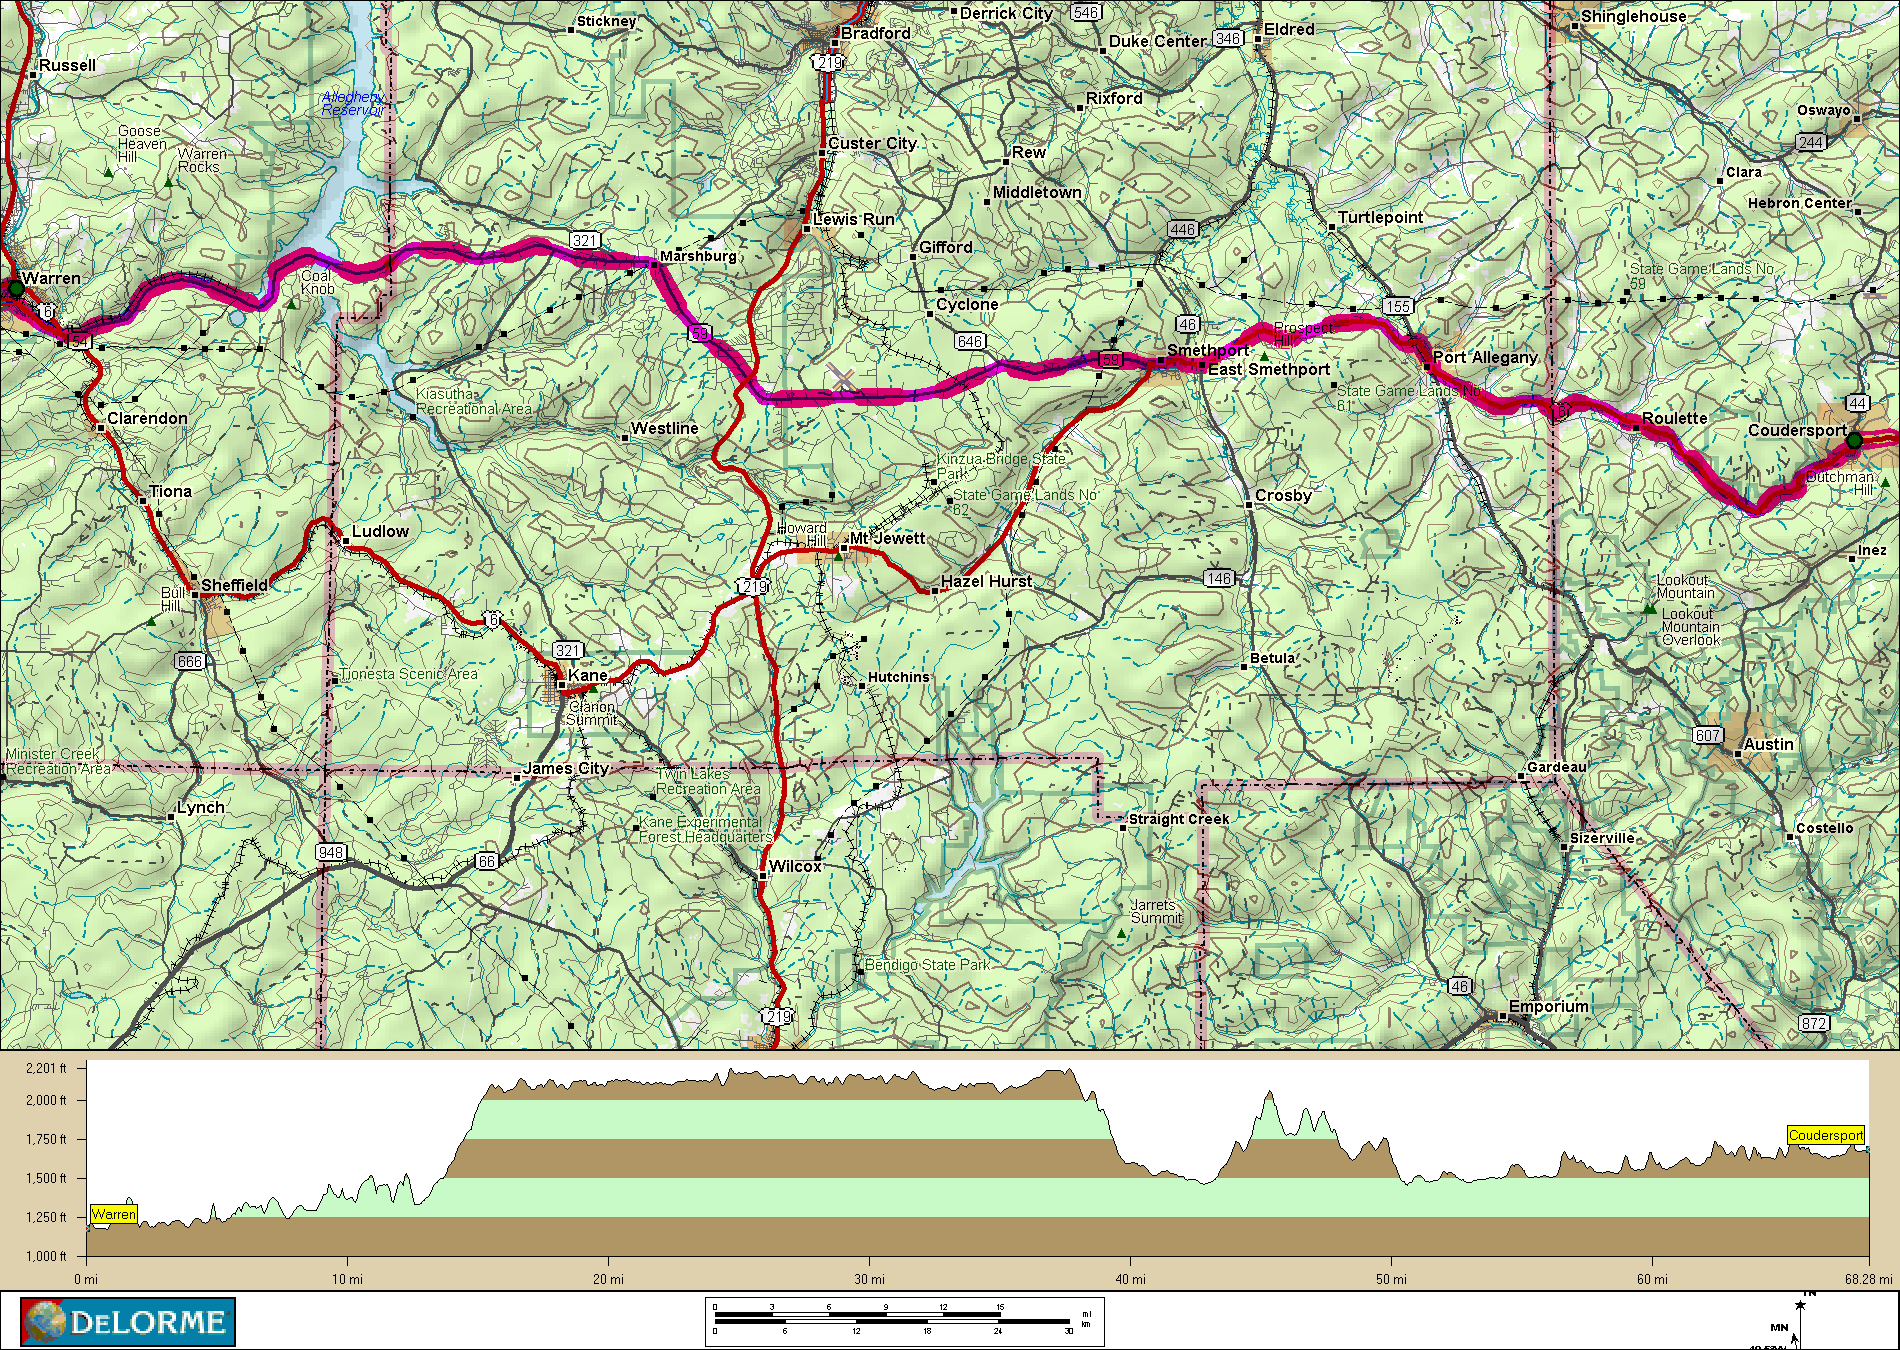 Stickney
Derrick City
546
Shinglehouse
Bradford
Duke Center
346
Eldred
219
Russell
Allegheny
Reservoir
Rixford
Oswayo
Goose
Heaven
Hill
Warren
Rocks
Custer City
Rew
244
Clara
Middletown
Hebron Center
Lewis Run
Turtlepoint
446
321
Gifford
Marshburg
State Game Lands No
59
Warren
Coal
Knob
Cyclone
155
6
59
646
46
Prospect
Hill
54
59
Smethport
Port Allegany
East Smethport
Kiasutha
Recreational Area
State Game Lands No
61
44
6
Clarendon
Westline
Roulette
Coudersport
Kinzua Bridge State
Park
Dutchman
Hill
Tiona
State Game Lands No
62
Crosby
Ludlow
Howard
Hill
Mt Jewett
Inez
Sheffield
219
Hazel Hurst
146
Lookout
Mountain
Bull
Hill
6
Lookout
Mountain
Overlook
321
666
Betula
Tionesta Scenic Area
Kane
Hutchins
Clarion
Summit
607
Austin
Minister Creek
Recreation Area
James City
Twin Lakes
Recreation Area
Gardeau
Lynch
Kane Experimental
Forest Headquarters
Straight Creek
Costello
Sizerville
948
66
Wilcox
Jarrets
Summit
Bendigo State Park
46
Emporium
219
872
2,201 ft
2,000 ft
1,750 ft
1,500 ft
1,250 ft
1,000 ft
Warren
Coudersport
0 mi
10 mi
20 mi
30 mi
40 mi
50 mi
60 mi
68.28 mi
DELORME
0 3 6 9 12 15 mi
0 6 12 18 24 30 km
TN
MN